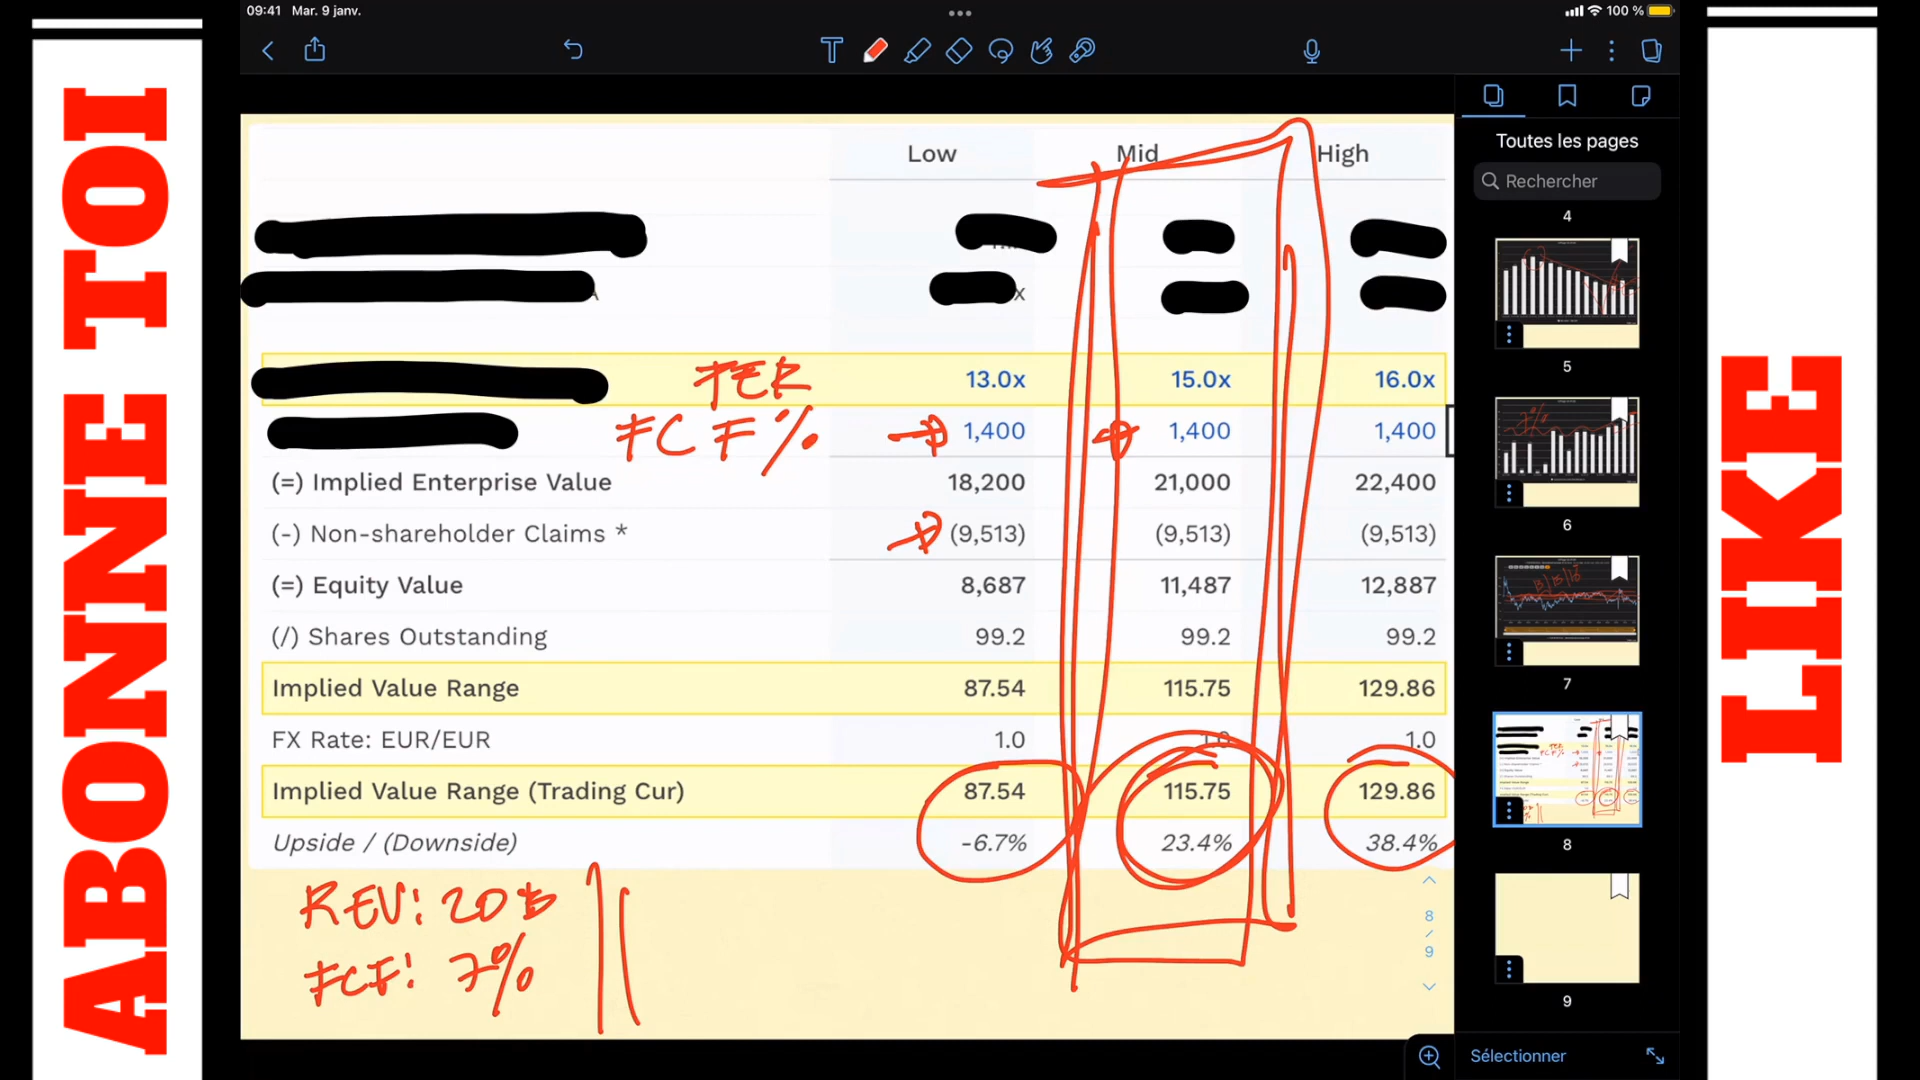 ABONNE TOI
09:41 Mar. 9 janv.
100 %
Toutes les pages
Rechercher
4
5
6
7
8
9
Low Mid High
x
PER 13.0x 15.0x 16.0x
FCF% 1,400 1,400 1,400
(=) Implied Enterprise Value 18,200 21,000 22,400
(-) Non-shareholder Claims * (9,513) (9,513) (9,513)
(=) Equity Value 8,687 11,487 12,887
(/) Shares Outstanding 99.2 99.2 99.2
Implied Value Range 87.54 115.75 129.86
FX Rate: EUR/EUR 1.0 1.0 1.0
Implied Value Range (Trading Cur) 87.54 115.75 129.86
Upside / (Downside) -6.7% 23.4% 38.4%
REV: 20B
FCF: 7%
8
/
9
Sélectionner
LIKE